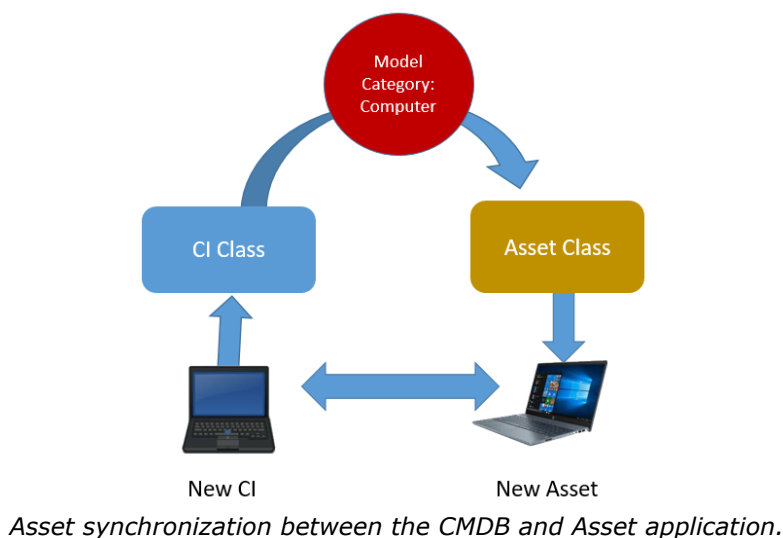 Model
Category:
Computer
CI Class
Asset Class
New CI
New Asset
Asset synchronization between the CMDB and Asset application.